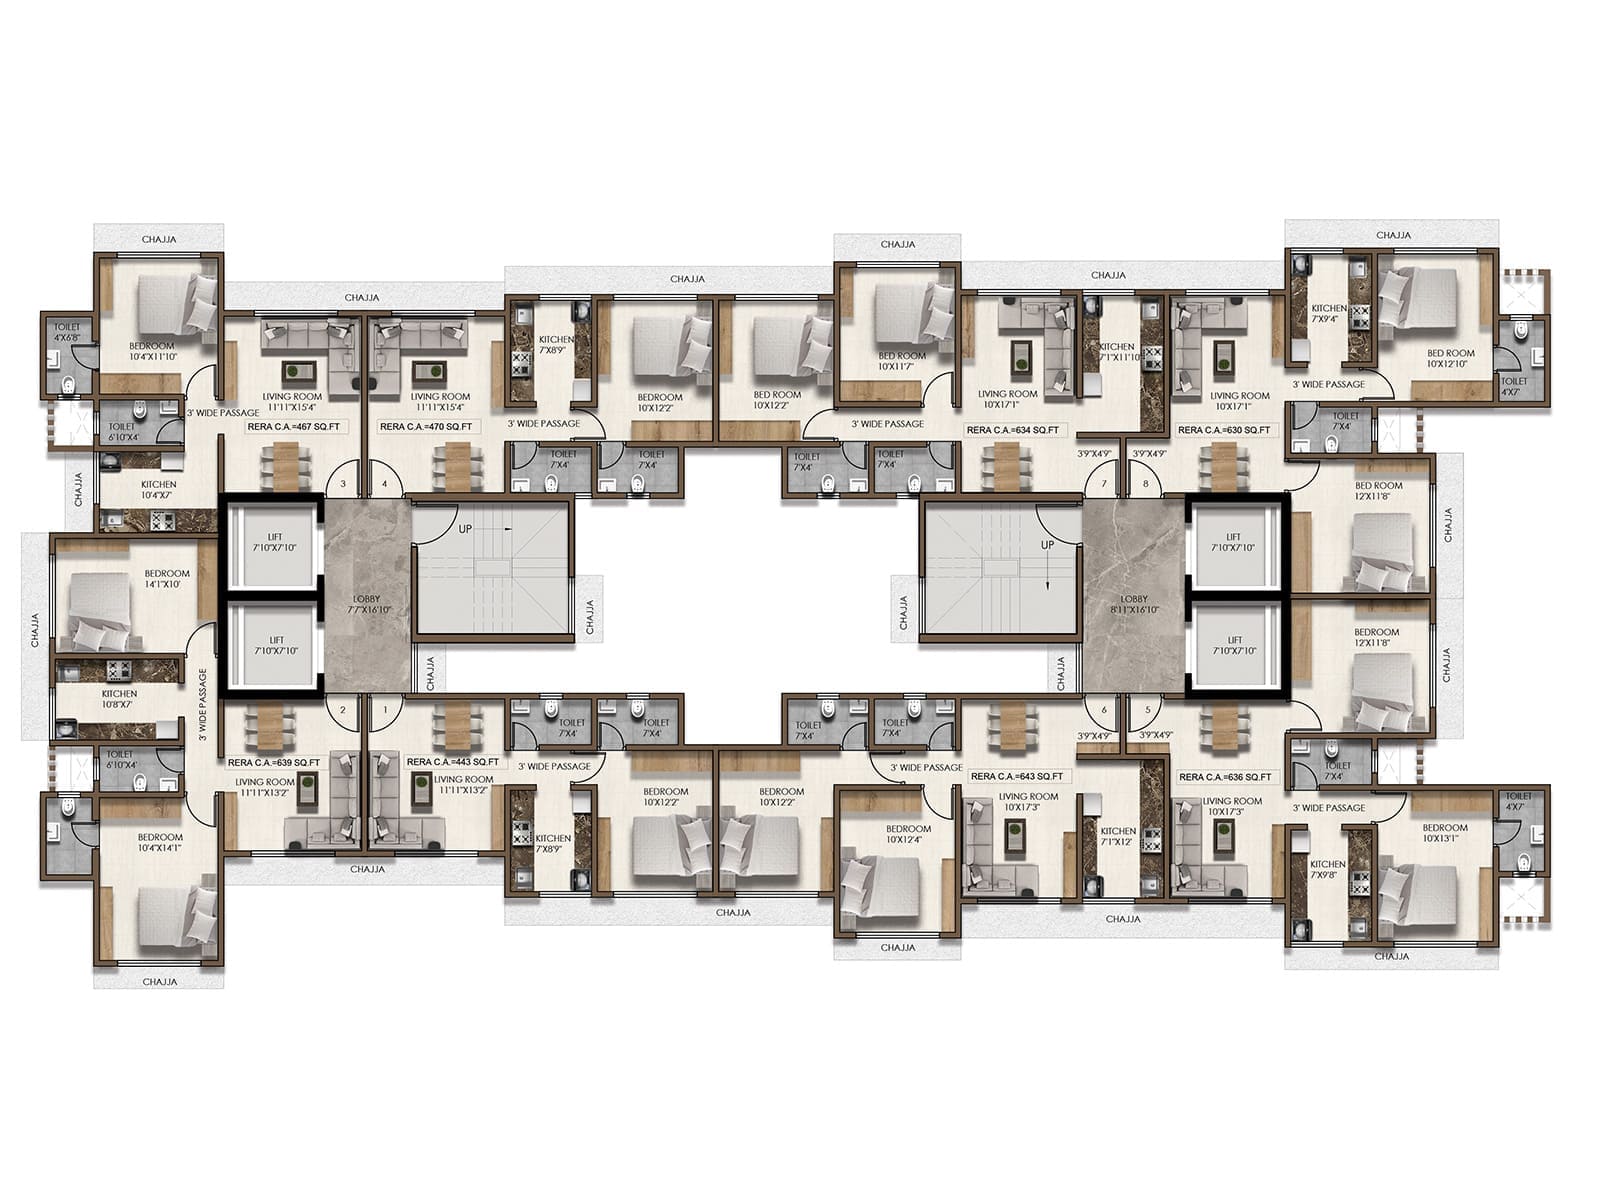 CHAJJA
CHAJJA
CHAJJA
CHAJJA
CHAJJA
CHAJJA
TOILET
4'X6'8"
BEDROOM
10'4"X11'10"
LIVING ROOM
11'11"X15'4"
3' WIDE PASSAGE
RERA C.A.=467 SQ.FT
TOILET
6'10"X4'
KITCHEN
10'4"X7'
CHAJJA
3
LIVING ROOM
11'11"X15'4"
RERA C.A.=470 SQ.FT
4
KITCHEN
7'X8'9"
3' WIDE PASSAGE
BEDROOM
10'X12'2"
TOILET
7'X4'
TOILET
7'X4'
BED ROOM
10'X12'2"
BED ROOM
10'X11'7"
3' WIDE PASSAGE
TOILET
7'X4'
TOILET
7'X4'
LIVING ROOM
10'X17'1"
RERA C.A.=634 SQ.FT
KITCHEN
7'1"X11'10"
3'9"X4'9"
7
LIVING ROOM
10'X17'1"
RERA C.A.=630 SQ.FT
3'9"X4'9"
8
KITCHEN
7'X9'4"
3' WIDE PASSAGE
BED ROOM
10'X12'10"
TOILET
4'X7'
TOILET
7'X4'
BED ROOM
12'X11'8"
CHAJJA
LIFT
7'10"X7'10"
UP
UP
LIFT
7'10"X7'10"
BEDROOM
14'1"X10'
CHAJJA
LOBBY
7'7"X16'10"
CHAJJA
CHAJJA
LOBBY
8'11"X16'10"
LIFT
7'10"X7'10"
LIFT
7'10"X7'10"
BEDROOM
12'X11'8"
CHAJJA
CHAJJA
CHAJJA
KITCHEN
10'8"X7'
3' WIDE PASSAGE
2
RERA C.A.=639 SQ.FT
LIVING ROOM
11'11"X13'2"
TOILET
6'10"X4'
BEDROOM
10'4"X14'1"
1
RERA C.A.=443 SQ.FT
LIVING ROOM
11'11"X13'2"
TOILET
7'X4'
TOILET
7'X4'
3' WIDE PASSAGE
KITCHEN
7'X8'9"
BEDROOM
10'X12'2"
TOILET
7'X4'
TOILET
7'X4'
BEDROOM
10'X12'2"
3' WIDE PASSAGE
BEDROOM
10'X12'4"
6
3'9"X4'9"
RERA C.A.=643 SQ.FT
LIVING ROOM
10'X17'3"
KITCHEN
7'1"X12'
5
3'9"X4'9"
RERA C.A.=636 SQ.FT
LIVING ROOM
10'X17'3"
TOILET
7'X4'
3' WIDE PASSAGE
KITCHEN
7'X9'8"
BEDROOM
10'X13'1"
TOILET
4'X7'
CHAJJA
CHAJJA
CHAJJA
CHAJJA
CHAJJA
CHAJJA